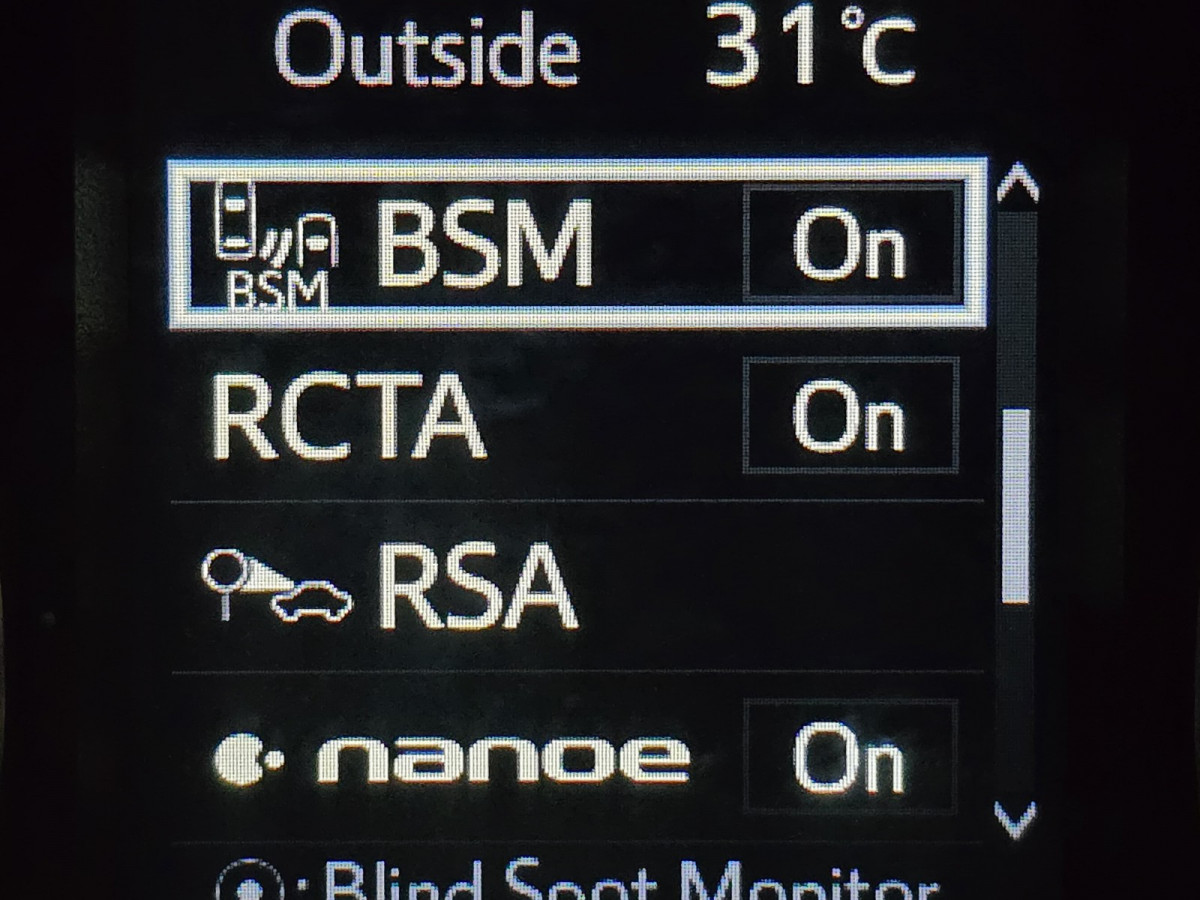 Outside 31°C
BSM BSM On
RCTA On
RSA
nanoe On
: Blind Spot Monitor